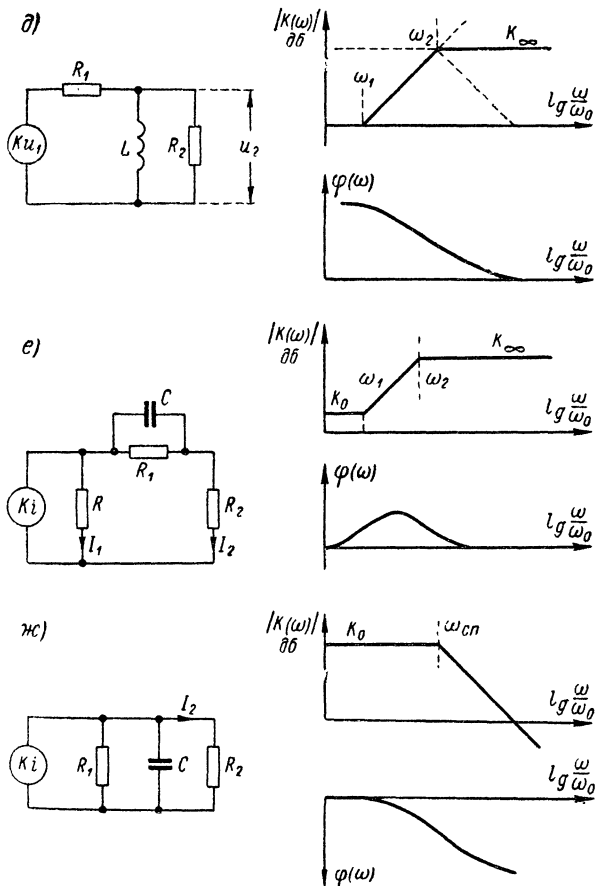 д)
R₁
Ku₁
L
R₂
u₂
|K(ω)|
дб
ω₁
ω₂
K∞
lg ω/ω₀
φ(ω)
lg ω/ω₀
е)
C
R₁
Ki
R
I₁
R₂
I₂
|K(ω)|
дб
K₀
ω₁
ω₂
K∞
lg ω/ω₀
φ(ω)
lg ω/ω₀
ж)
I₂
Ki
R₁
C
R₂
|K(ω)|
дб
K₀
ωсп
lg ω/ω₀
lg ω/ω₀
φ(ω)